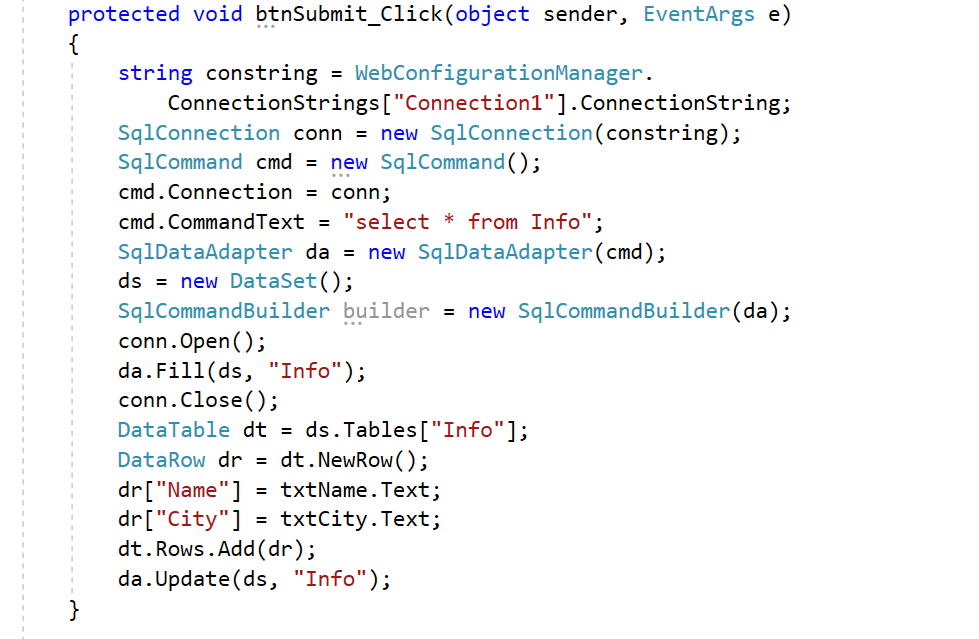 protected void btnSubmit_Click(object sender, EventArgs e)
{
string constring = WebConfigurationManager.
ConnectionStrings["Connection1"].ConnectionString;
SqlConnection conn = new SqlConnection(constring);
SqlCommand cmd = new SqlCommand();
cmd.Connection = conn;
cmd.CommandText = "select * from Info";
SqlDataAdapter da = new SqlDataAdapter(cmd);
ds = new DataSet();
SqlCommandBuilder builder = new SqlCommandBuilder(da);
conn.Open();
da.Fill(ds, "Info");
conn.Close();
DataTable dt = ds.Tables["Info"];
DataRow dr = dt.NewRow();
dr["Name"] = txtName.Text;
dr["City"] = txtCity.Text;
dt.Rows.Add(dr);
da.Update(ds, "Info");
}